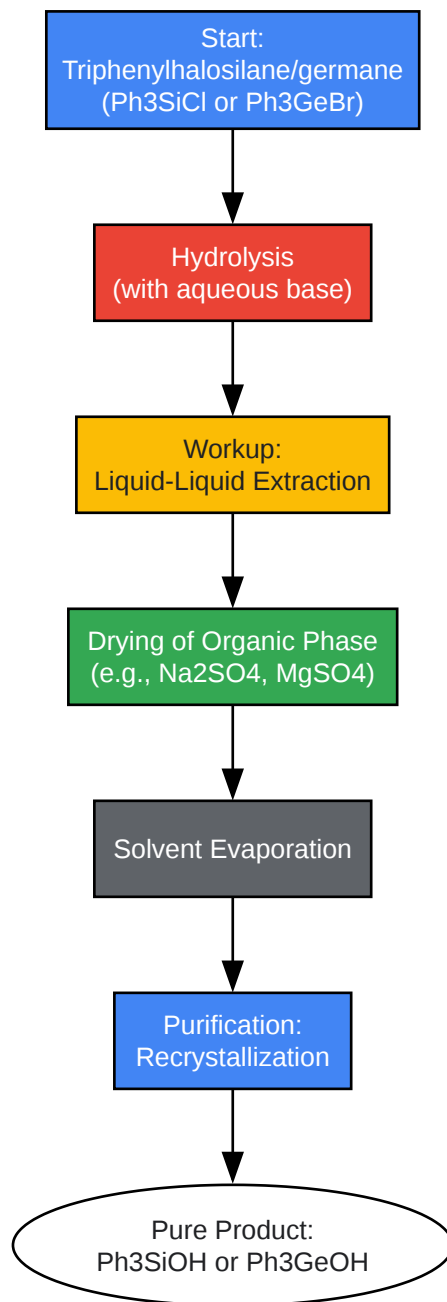 Start:
Triphenylhalosilane/germane
(Ph3SiCl or Ph3GeBr)
Hydrolysis
(with aqueous base)
Workup:
Liquid-Liquid Extraction
Drying of Organic Phase
(e.g., Na2SO4, MgSO4)
Solvent Evaporation
Purification:
Recrystallization
Pure Product:
Ph3SiOH or Ph3GeOH